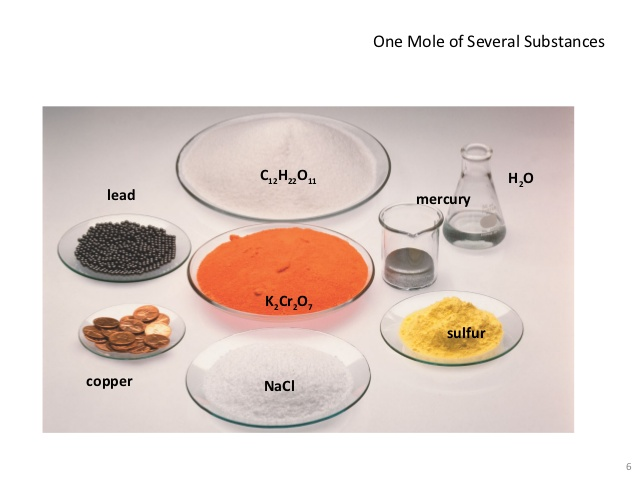 One Mole of Several Substances
C₁₂H₂₂O₁₁
H₂O
lead
mercury
K₂Cr₂O₇
sulfur
copper
NaCl
6